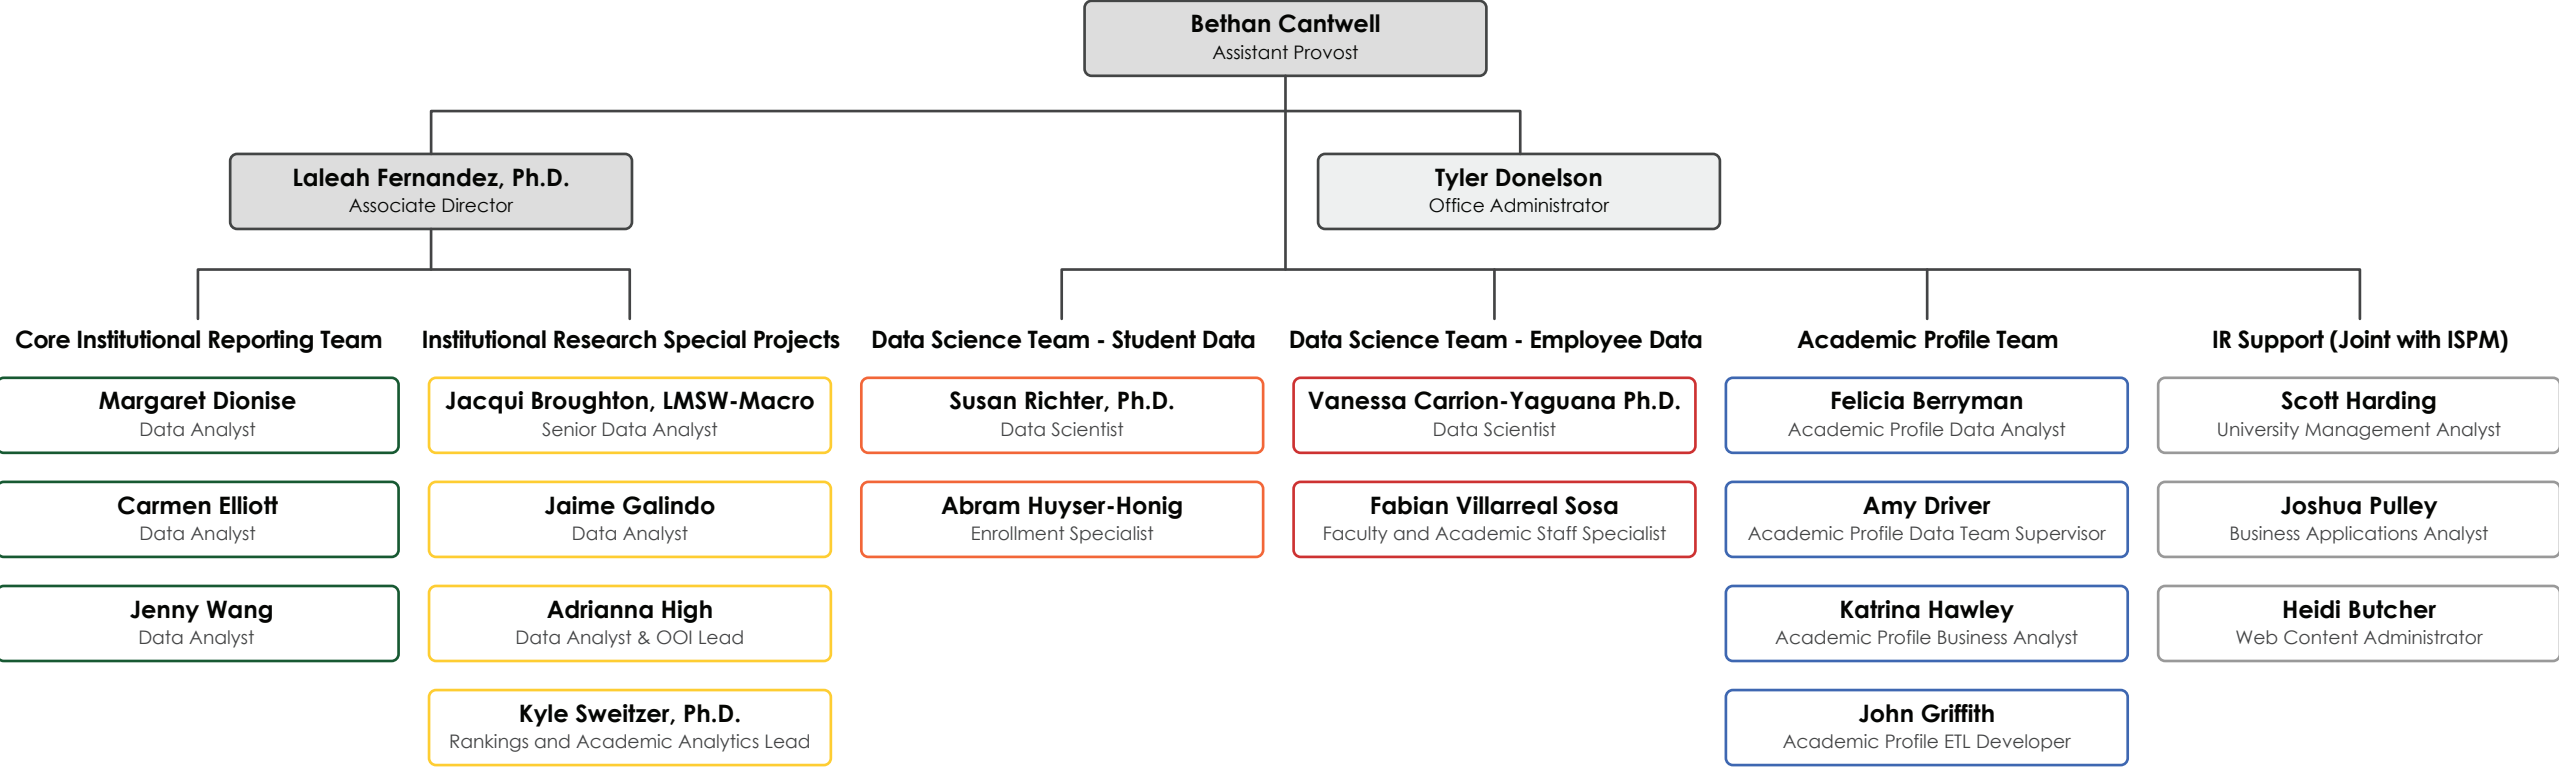 Bethan Cantwell
Assistant Provost
Laleah Fernandez, Ph.D.
Associate Director
Tyler Donelson
Office Administrator
Core Institutional Reporting Team
Margaret Dionise
Data Analyst
Carmen Elliott
Data Analyst
Jenny Wang
Data Analyst
Institutional Research Special Projects
Jacqui Broughton, LMSW-Macro
Senior Data Analyst
Jaime Galindo
Data Analyst
Adrianna High
Data Analyst & OOI Lead
Kyle Sweitzer, Ph.D.
Rankings and Academic Analytics Lead
Data Science Team - Student Data
Susan Richter, Ph.D.
Data Scientist
Abram Huyser-Honig
Enrollment Specialist
Data Science Team - Employee Data
Vanessa Carrion-Yaguana Ph.D.
Data Scientist
Fabian Villarreal Sosa
Faculty and Academic Staff Specialist
Academic Profile Team
Felicia Berryman
Academic Profile Data Analyst
Amy Driver
Academic Profile Data Team Supervisor
Katrina Hawley
Academic Profile Business Analyst
John Griffith
Academic Profile ETL Developer
IR Support (Joint with ISPM)
Scott Harding
University Management Analyst
Joshua Pulley
Business Applications Analyst
Heidi Butcher
Web Content Administrator